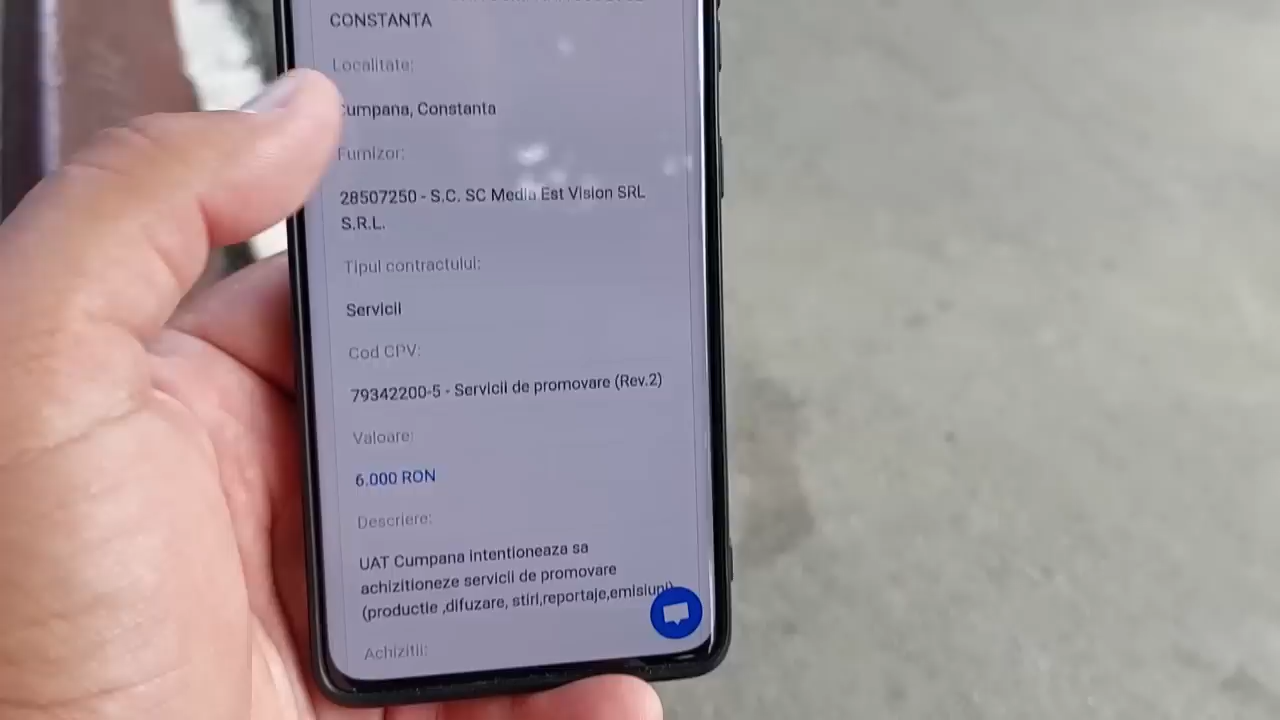 CONSTANTA
Localitate:
Cumpana, Constanta
Furnizor:
28507250 - S.C. SC Media Est Vision SRL
S.R.L.
Tipul contractului:
Servicii
Cod CPV:
79342200-5 - Servicii de promovare (Rev.2)
Valoare:
6,000 RON
Descriere:
UAT Cumpana intentioneaza sa
achizitioneze servicii de promovare
(productie ,difuzare, stiri,reportaje,emisiuni)
Achizitii: